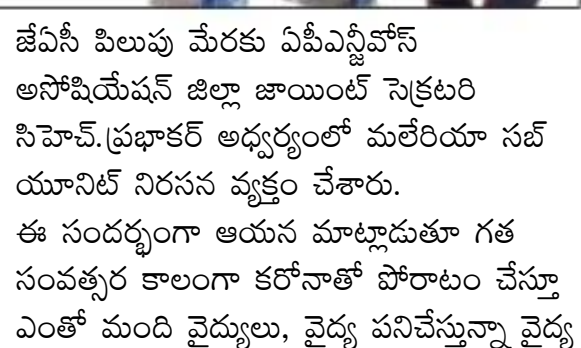 జేఏసీ పిలుపు మేరకు ఏపీఎన్జీవోస్
అసోషియేషన్ జిల్లా జాయింట్ సెక్రటరి
సిహెచ్.ప్రభాకర్ అధ్వర్యంలో మలేరియా సబ్
యూనిట్ నిరసన వ్యక్తం చేశారు.
ఈ సందర్భంగా ఆయన మాట్లాడుతూ గత
సంవత్సర కాలంగా కరోనాతో పోరాటం చేస్తూ
ఎంతో మంది వైద్యులు, వైద్య పనిచేస్తున్నా వైద్య